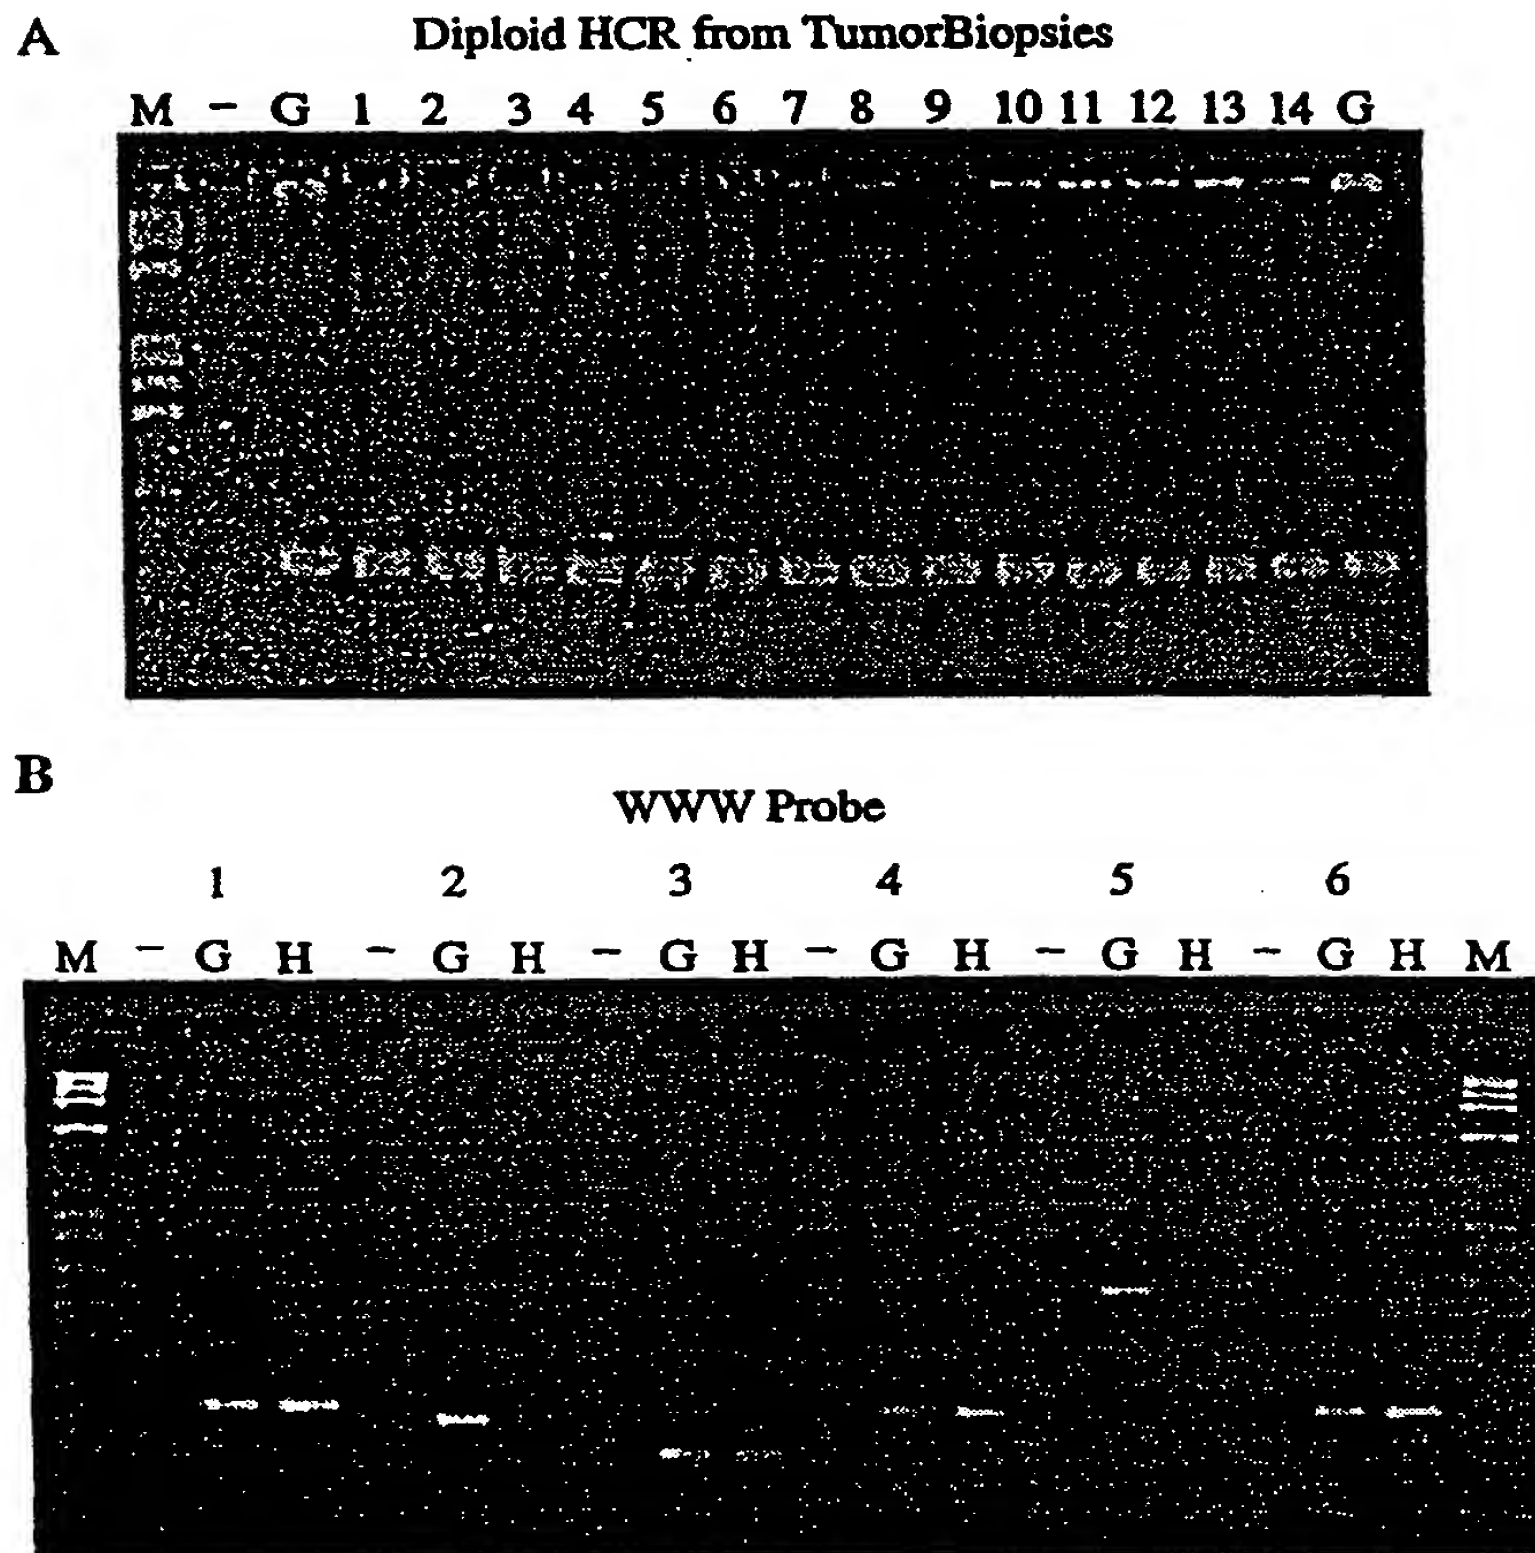 A
Diploid HCR from TumorBiopsies
M - G 1 2 3 4 5 6 7 8 9 10 11 12 13 14 G
B
WWW Probe
1 2 3 4 5 6
M - G H - G H - G H - G H - G H - G H M